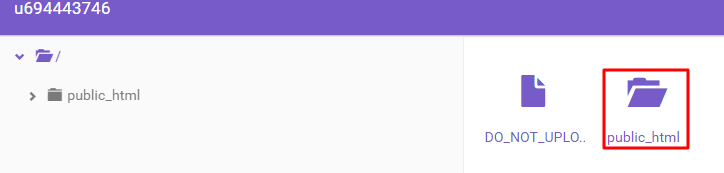 u694443746
/
public_html
DO_NOT_UPLO..
public_html